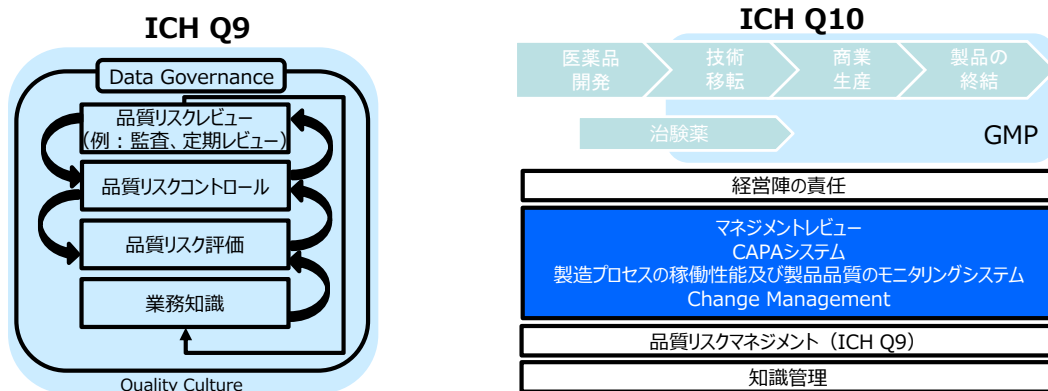 ICH Q9
Data Governance
品質リスクレビュー
（例：監査、定期レビュー）
品質リスクコントロール
品質リスク評価
業務知識
Quality Culture
ICH Q10
医薬品
開発
技術
移転
商業
生産
製品の
終結
治験薬
GMP
経営陣の責任
マネジメントレビュー
CAPAシステム
製造プロセスの稼働性能及び製品品質のモニタリングシステム
Change Management
品質リスクマネジメント（ICH Q9）
知識管理